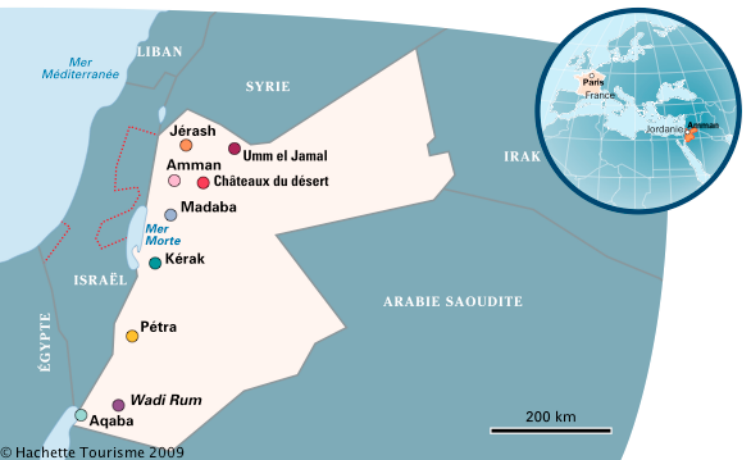 LIBAN
Mer
Méditerranée
SYRIE
Paris
France
Jordanie
Amman
Jérash
Umm el Jamal
IRAK
Amman
Châteaux du désert
Madaba
Mer
Morte
Kérak
ISRAËL
ARABIE SAOUDITE
ÉGYPTE
Pétra
Wadi Rum
Aqaba
200 km
© Hachette Tourisme 2009